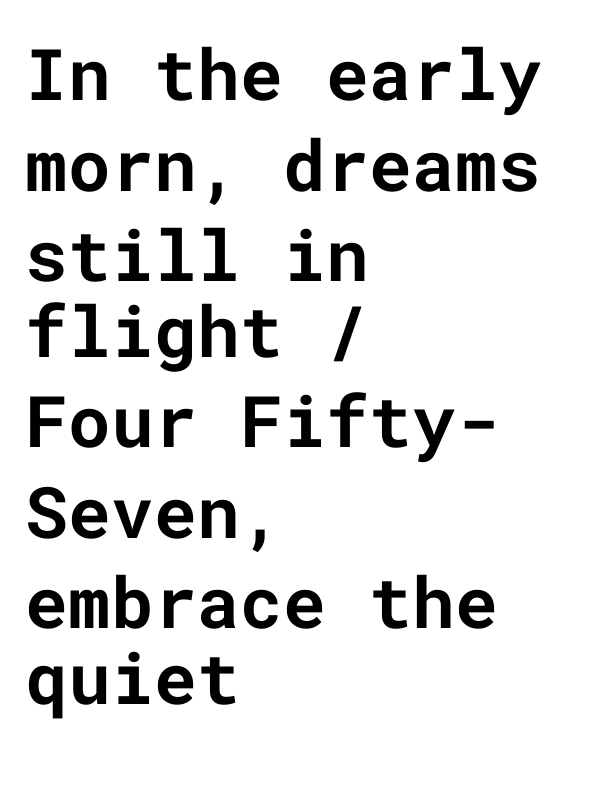 In the early
morn, dreams
still in
flight /
Four Fifty-
Seven,
embrace the
quiet